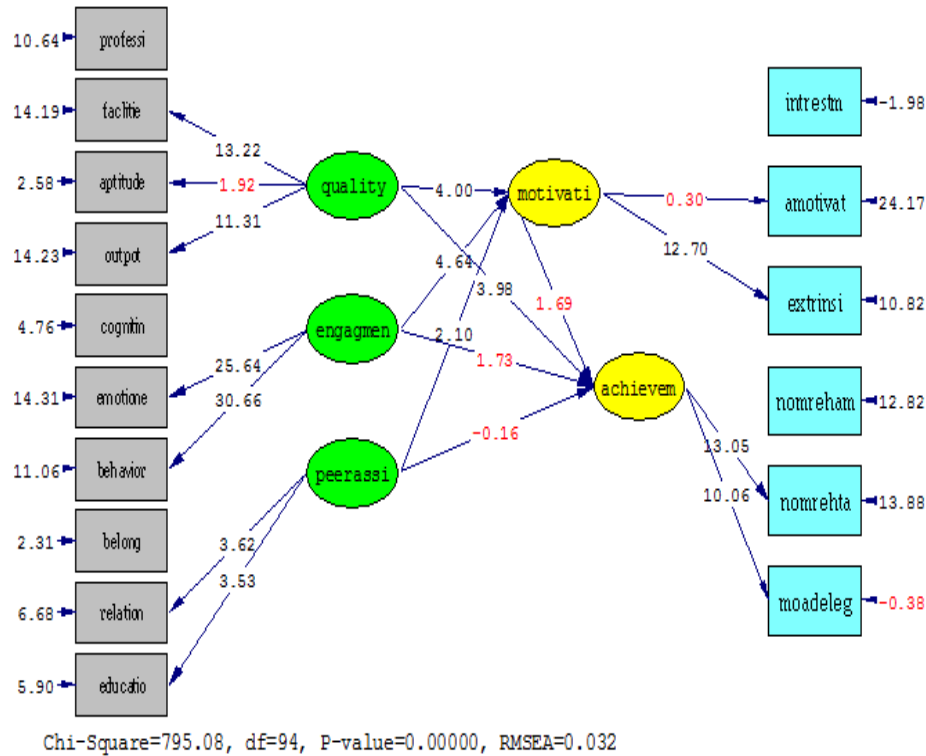 10.64 professi
14.19 faclitie
2.58 aptitude
14.23 outpot
4.76 cognitin
14.31 emotione
11.06 behavior
2.31 belong
6.68 relation
5.90 educatio
13.22
1.92
11.31
25.64
30.66
3.62
3.53
quality
engagmen
peerassi
4.00
4.64
3.98
2.10
1.73
-0.16
1.69
motivati
achievem
0.30
12.70
13.05
10.06
intrestm -1.98
amotivat 24.17
extrinsi 10.82
nomreham 12.82
nomrehta 13.88
moadeleg -0.38
Chi-Square=795.08, df=94, P-value=0.00000, RMSEA=0.032